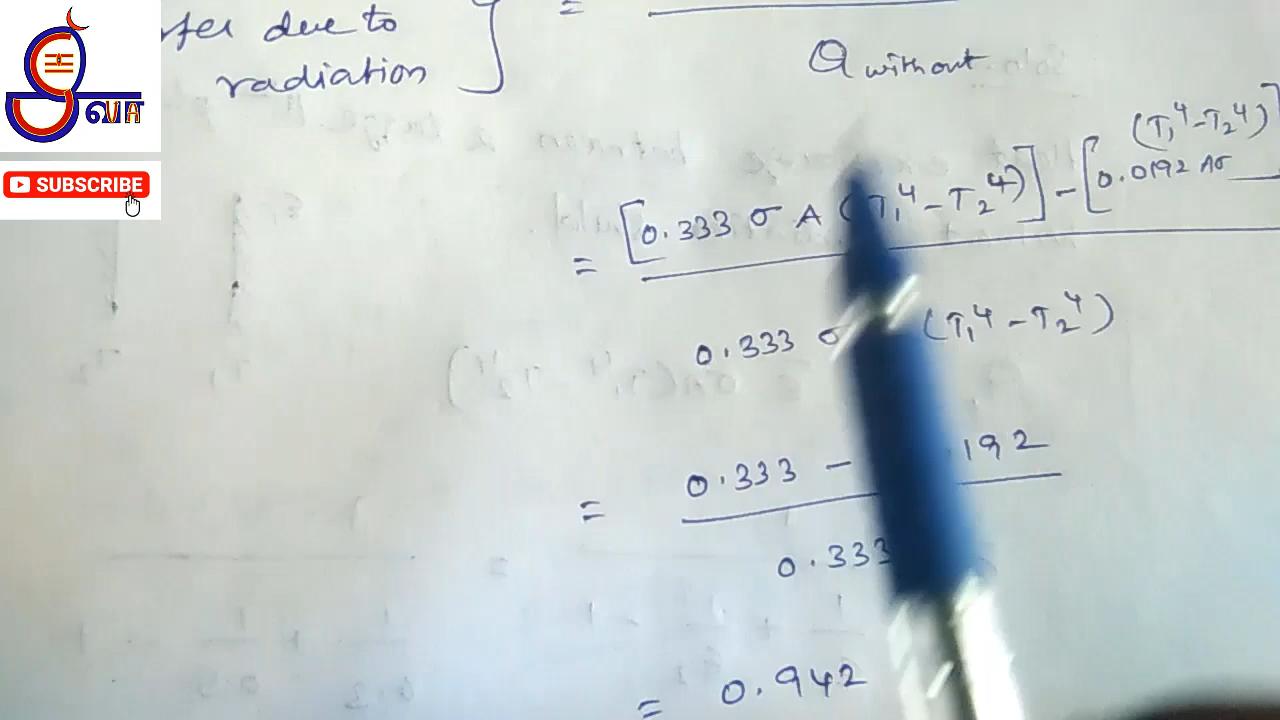 fer due to
radiation } =
Q without
சிவா
IVA
SUBSCRIBE
= [0.333 σ A (T₁⁴ - T₂⁴)] - [0.0192 Aσ (T₁⁴ - T₂⁴)]
0.333 σ (T₁⁴ - T₂⁴)
= 0.333 - .192
0.333
= 0.942